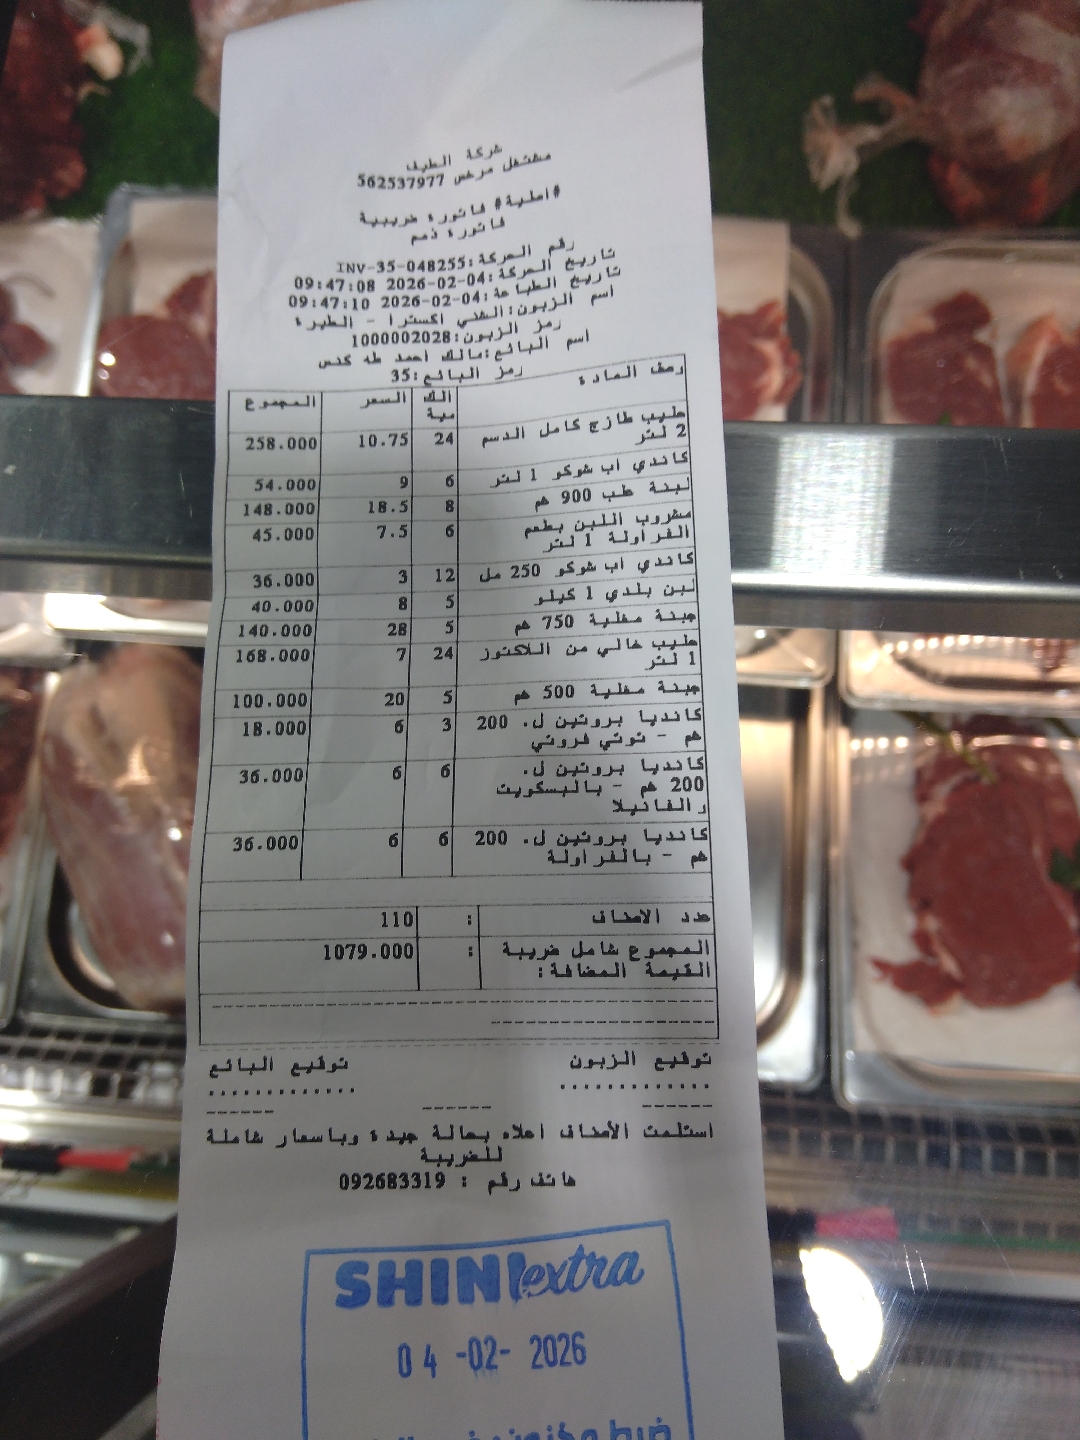 شركة الطيف
مشتغل مرخص 562537977
#اصلية# فاتورة ضريبية
فاتورة ذمم
رقم الحركة:INV-35-048255
تاريخ الحركة:2026-02-04 09:47:08
تاريخ الطباعة:2026-02-04 09:47:10
اسم الزبون:الشني اكسترا - الطيرة
رمز الزبون:1000002028
اسم البائع:مالك احمد طه كدس
رمز البائع:35
وصف المادة الك السعر المجموع
مية
حليب طازج كامل الدسم 24 10.75 258.000
2 لتر
كاندي اب شوكو 1 لتر 6 9 54.000
لبنة طب 900 غم 8 18.5 148.000
مشروب اللبن بطعم 6 7.5 45.000
الفراولة 1 لتر
كاندي اب شوكو 250 مل 12 3 36.000
لبن بلدي 1 كيلو 5 8 40.000
جبنة مغلية 750 غم 5 28 140.000
حليب خالي من اللاكتوز 24 7 168.000
1 لتر
جبنة مغلية 500 غم 5 20 100.000
كانديا بروتين ل. 200 3 6 18.000
غم - توتي فروتي
كانديا بروتين ل. 6 6 36.000
200 غم - بالبسكويت
والفانيلا
كانديا بروتين ل. 200 6 6 36.000
غم - بالفراولة
عدد الاصناف : 110
المجموع شامل ضريبة : 1079.000
القيمة المضافة:
توقيع الزبون توقيع البائع
استلمت الأصناف اعلاه بحالة جيدة وباسعار شاملة
للضريبة
هاتف رقم : 092683319
SHINI extra
04 -02- 2026